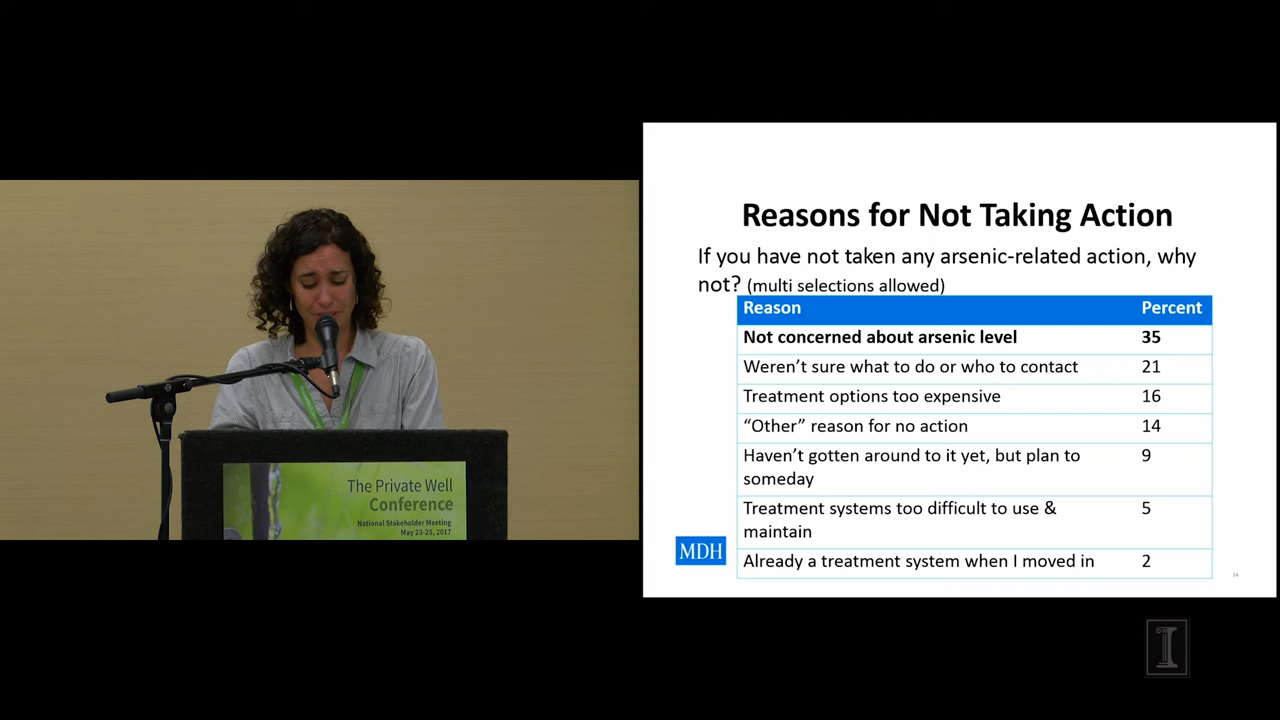 The Private Well
Conference
National Stakeholder Meeting
May 23-25, 2017
Reasons for Not Taking Action
If you have not taken any arsenic-related action, why
not? (multi selections allowed)
Reason Percent
Not concerned about arsenic level 35
Weren't sure what to do or who to contact 21
Treatment options too expensive 16
“Other” reason for no action 14
Haven't gotten around to it yet, but plan to 9
someday
Treatment systems too difficult to use & 5
maintain
Already a treatment system when I moved in 2
MDH
14
I